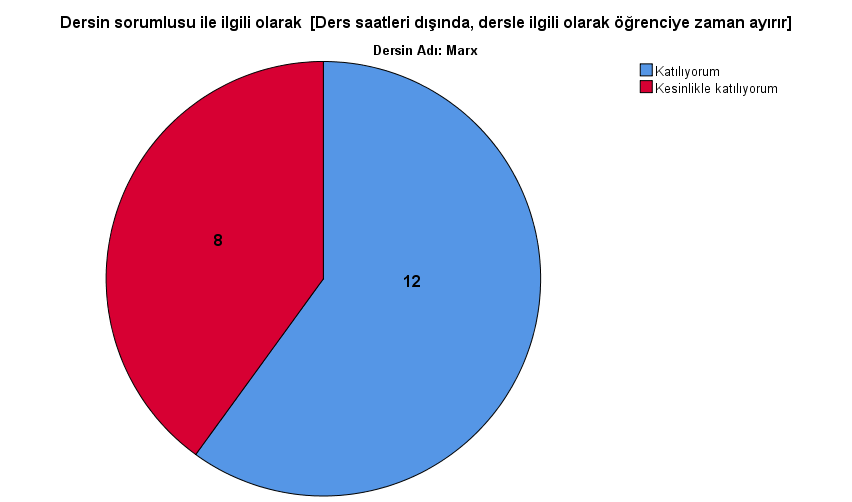 Dersin sorumlusu ile ilgili olarak  [Ders saatleri dışında, dersle ilgili olarak öğrenciye zaman ayırır]
Dersin Adı: Marx
Katılıyorum
Kesinlikle katılıyorum
8
12